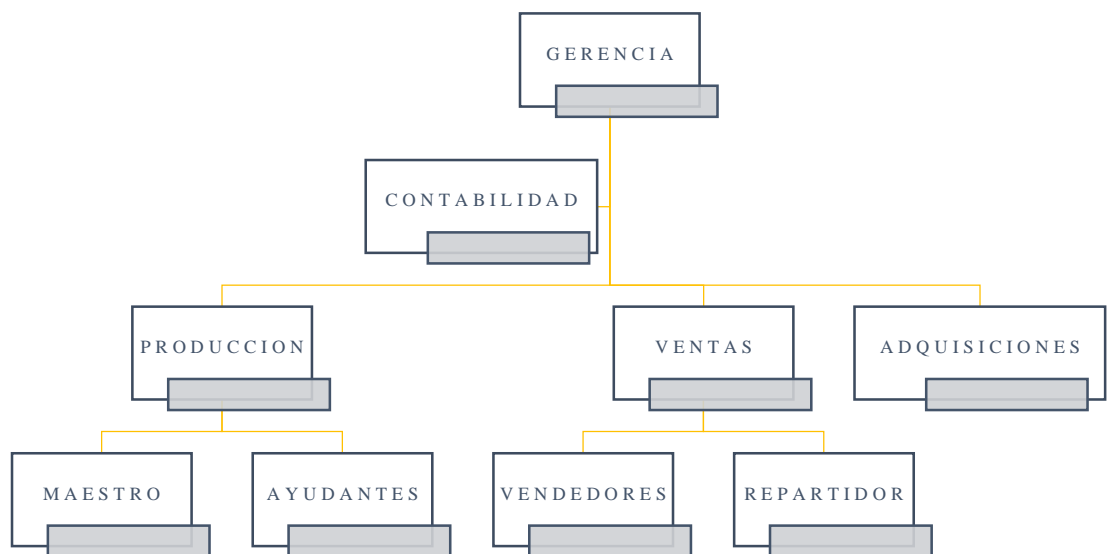 GERENCIA
CONTABILIDAD
PRODUCCION
VENTAS
ADQUISICIONES
MAESTRO
AYUDANTES
VENDEDORES
REPARTIDOR